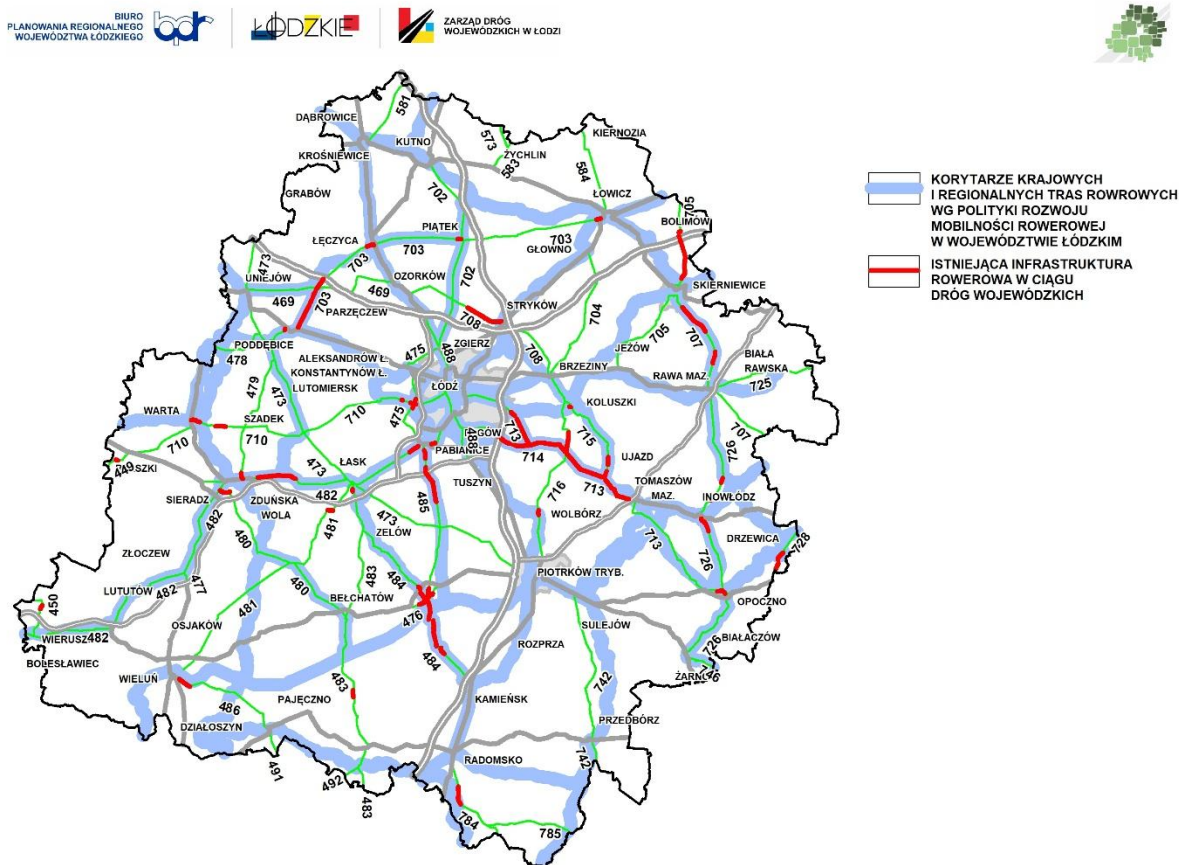 BIURO
PLANOWANIA REGIONALNEGO
WOJEWÓDZTWA ŁÓDZKIEGO
bpr
ŁÓDZKIE
ZARZĄD DRÓG
WOJEWÓDZKICH W ŁODZI
KORYTARZE KRAJOWYCH
I REGIONALNYCH TRAS ROWROWYCH
WG POLITYKI ROZWOJU
MOBILNOŚCI ROWEROWEJ
W WOJEWÓDZTWIE ŁÓDZKIM
ISTNIEJĄCA INFRASTRUKTURA
ROWEROWA W CIĄGU
DRÓG WOJEWÓDZKICH
581
DĄBROWICE
KIERNOZIA
KUTNO
573
ŻYCHLIN
KROŚNIEWICE
583
584
GRABÓW
702
ŁOWICZ
705
BOLIMÓW
PIĄTEK
ŁĘCZYCA
703
703
703
GŁOWNO
473
UNIEJÓW
OZORKÓW
469
702
469
703
SKIERNIEWICE
PARZĘCZEW
STRYKÓW
708
704
707
PODDĘBICE
ZGIERZ
708
705
JEŻÓW
478
ALEKSANDRÓW Ł.
475
488
BIAŁA
RAWSKA
KONSTANTYNÓW Ł.
BRZEZINY
RAWA MAZ.
479
473
LUTOMIERSK
ŁÓDŹ
725
WARTA
KOLUSZKI
SZADEK
710
475
713
715
707
710
710
488
714
726
449
ŁASK
PABIANICE
UJAZD
473
TUSZYN
713
TOMASZÓW
MAZ.
SIERADZ
ZDUŃSKA
WOLA
482
485
716
INOWŁÓDZ
482
481
473
WOLBÓRZ
480
ZELÓW
713
DRZEWICA
728
ZŁOCZEW
726
477
483
484
PIOTRKÓW TRYB.
LUTUTÓW
480
482
BEŁCHATÓW
450
481
476
OPOCZNO
482
OSJAKÓW
SULEJÓW
BIAŁACZÓW
ROZPRZA
726
BOLESŁAWIEC
484
746
WIELUŃ
483
742
486
PAJĘCZNO
KAMIEŃSK
DZIAŁOSZYN
PRZEDBÓRZ
RADOMSKO
742
491
492
483
784
785